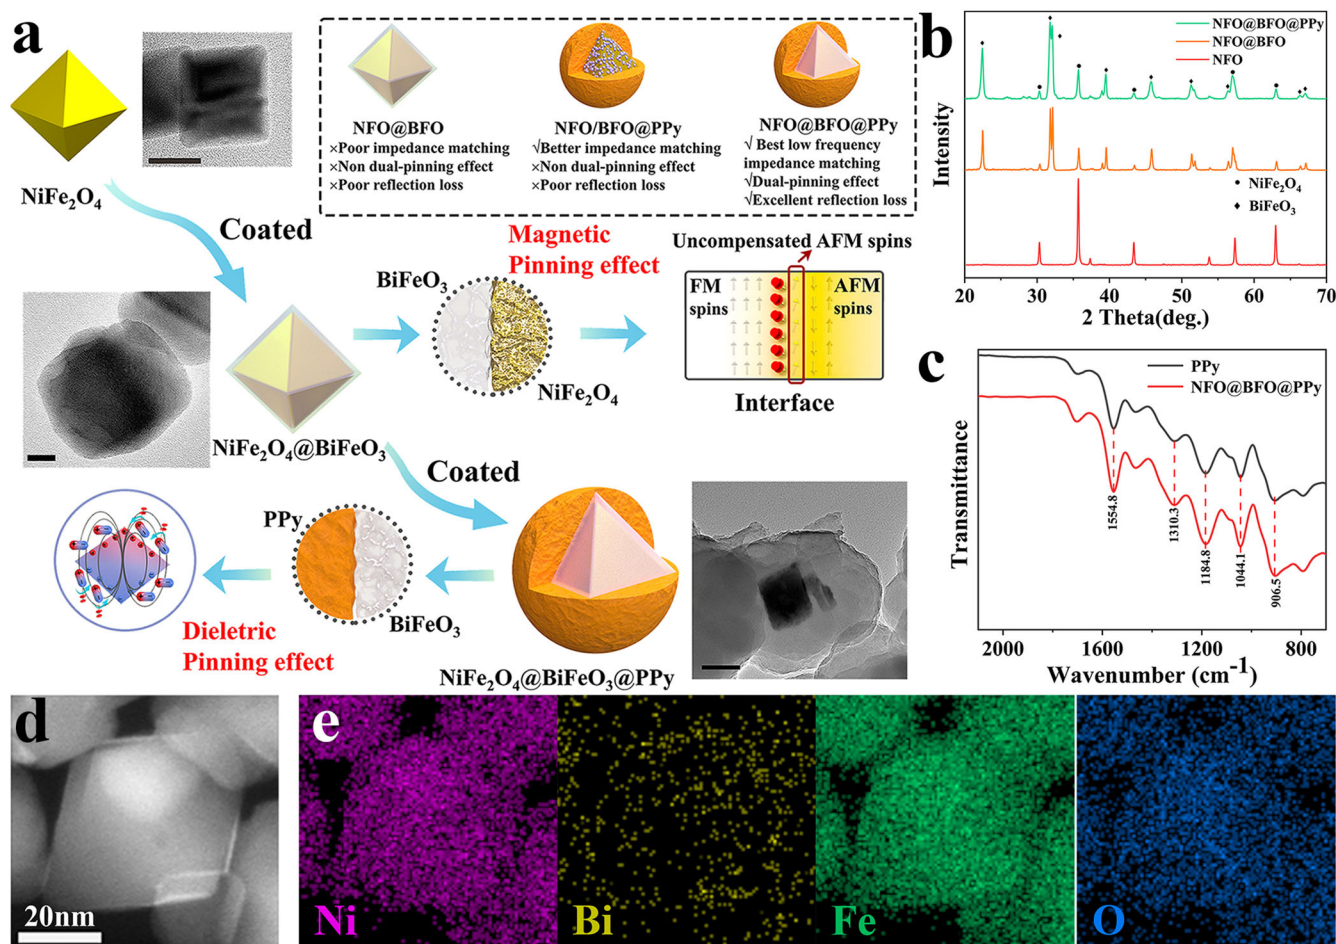 a
NiFe₂O₄
Coated
NFO@BFO
×Poor impedance matching
×Non dual-pinning effect
×Poor reflection loss
NFO/BFO@PPy
√Better impedance matching
×Non dual-pinning effect
×Poor reflection loss
NFO@BFO@PPy
√ Best low frequency
impedance matching
√Dual-pinning effect
√Excellent reflection loss
Magnetic
Pinning effect
BiFeO₃
NiFe₂O₄
Uncompensated AFM spins
FM
spins
AFM
spins
Interface
NiFe₂O₄@BiFeO₃
Coated
PPy
BiFeO₃
Dieletric
Pinning effect
NiFe₂O₄@BiFeO₃@PPy
b
NFO@BFO@PPy
NFO@BFO
NFO
NiFe₂O₄
BiFeO₃
Intensity
20 30 40 50 60 70
2 Theta(deg.)
c
PPy
NFO@BFO@PPy
Transmittance
1554.8
1310.3
1184.8
1044.1
906.5
2000 1600 1200 800
Wavenumber (cm⁻¹)
d
20nm
e
Ni
Bi
Fe
O